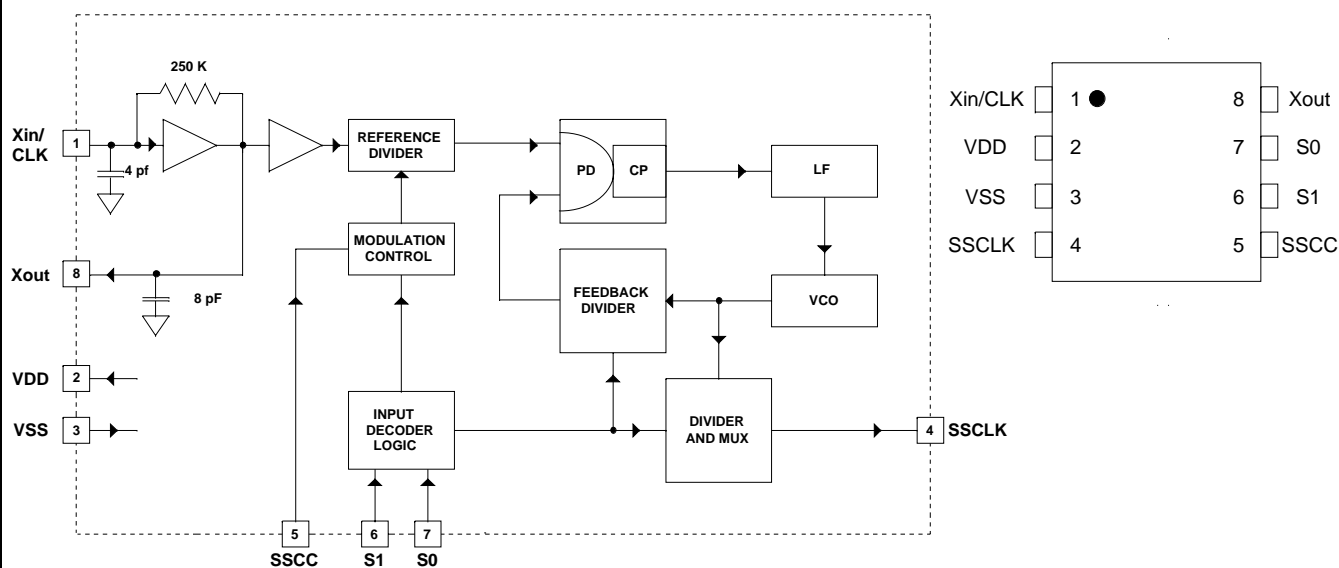 250 K
Xin/
CLK
1
4 pf
REFERENCE
DIVIDER
PD
CP
LF
MODULATION
CONTROL
Xout
8
8 pF
FEEDBACK
DIVIDER
VCO
VDD
2
VSS
3
INPUT
DECODER
LOGIC
DIVIDER
AND MUX
4
SSCLK
5
SSCC
6
S1
7
S0
Xin/CLK
1
8
Xout
VDD
2
7
S0
VSS
3
6
S1
SSCLK
4
5
SSCC